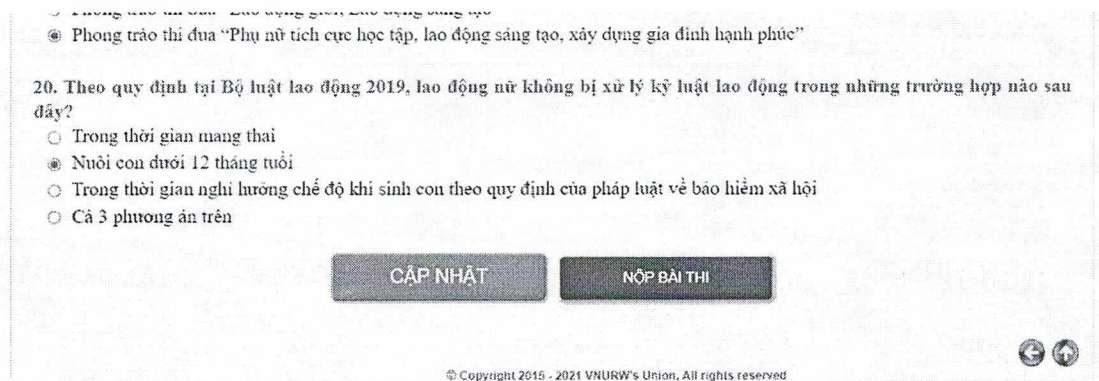 Phong trào thi đua “Phụ nữ tích cực học tập, lao động sáng tạo, xây dựng gia đình hạnh phúc”
20. Theo quy định tại Bộ luật lao động 2019, lao động nữ không bị xử lý kỷ luật lao động trong những trường hợp nào sau
đây?
Trong thời gian mang thai
Nuôi con dưới 12 tháng tuổi
Trong thời gian nghỉ hưởng chế độ khi sinh con theo quy định của pháp luật về bảo hiểm xã hội
Cả 3 phương án trên
CẬP NHẬT
NỘP BÀI THI
© Copyright 2015 - 2021 VNURW's Union, All rights reserved